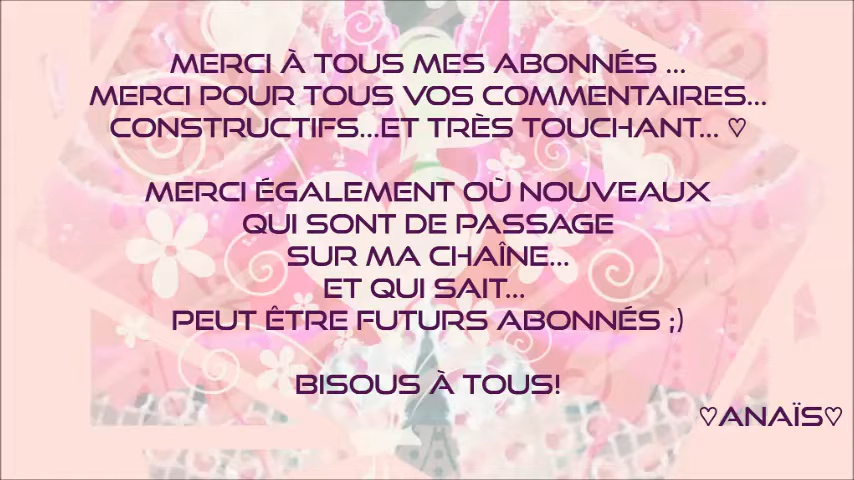 MERCI À TOUS MES ABONNÉS ...
MERCI POUR TOUS VOS COMMENTAIRES...
CONSTRUCTIFS...ET TRÈS TOUCHANT... ♡
MERCI ÉGALEMENT OÙ NOUVEAUX
QUI SONT DE PASSAGE
SUR MA CHAÎNE...
ET QUI SAIT...
PEUT ÊTRE FUTURS ABONNÉS ;)
BISOUS À TOUS!
♡ANAÏS♡